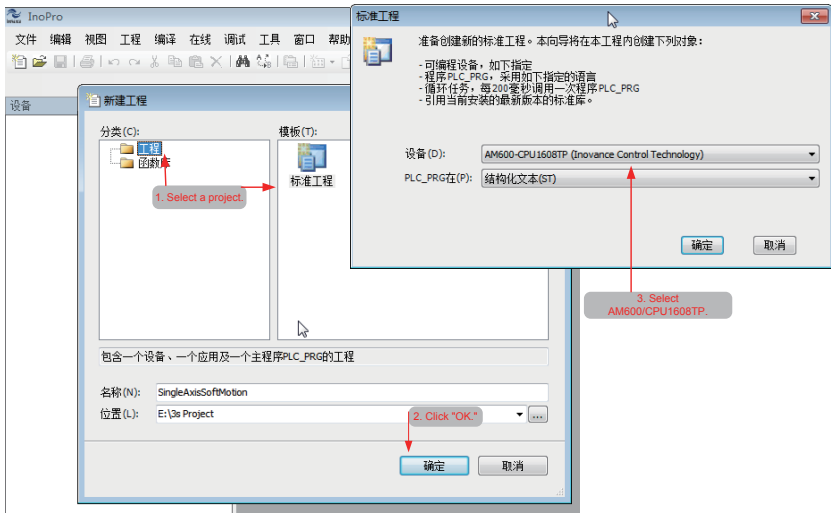 InoPro
文件 编辑 视图 工程 编译 在线 调试 工具 窗口 帮助
设备
新建工程
分类(C):
工程
函数库
模板(T):
标准工程
1. Select a project.
包含一个设备、一个应用及一个主程序PLC_PRG的工程
名称(N): SingleAxisSoftMotion
位置(L): E:\3s Project
...
2. Click "OK."
确定 取消
标准工程
准备创建新的标准工程。本向导将在本工程内创建下列对象:
- 可编程设备，如下指定
- 程序PLC_PRG，采用如下指定的语言
- 循环任务，每200毫秒调用一次程序PLC_PRG
- 引用当前安装的最新版本的标准库。
设备(D): AM600-CPU1608TP (Inovance Control Technology)
PLC_PRG在(P): 结构化文本(ST)
确定 取消
3. Select
AM600/CPU1608TP.